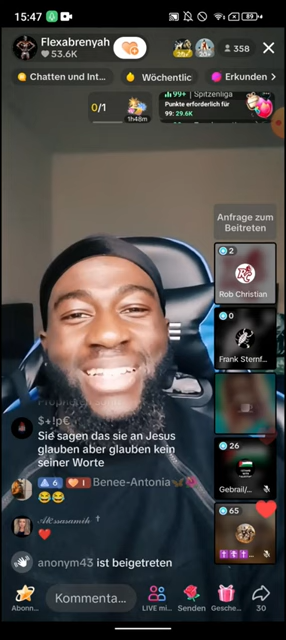 15:47
89
Flexabrenyah
53.6K
358
Chatten und Int...
Wöchentlic
Erkunden >
0/1
1h48m
99+ | Spitzenliga
Punkte erforderlich für
99: 29.6K
Anfrage zum
Beitreten
2
Rob Christian
0
Frank Sternf...
26
Gebrail/...
65
$+!p€
Sie sagen das sie an Jesus
glauben aber glauben kein
seiner Worte
6 1 Benee-Antonia
😂😂
❤️
anonym43 ist beigetreten
Abonn...
Kommenta...
LIVE mi...
Senden
Gesche...
30